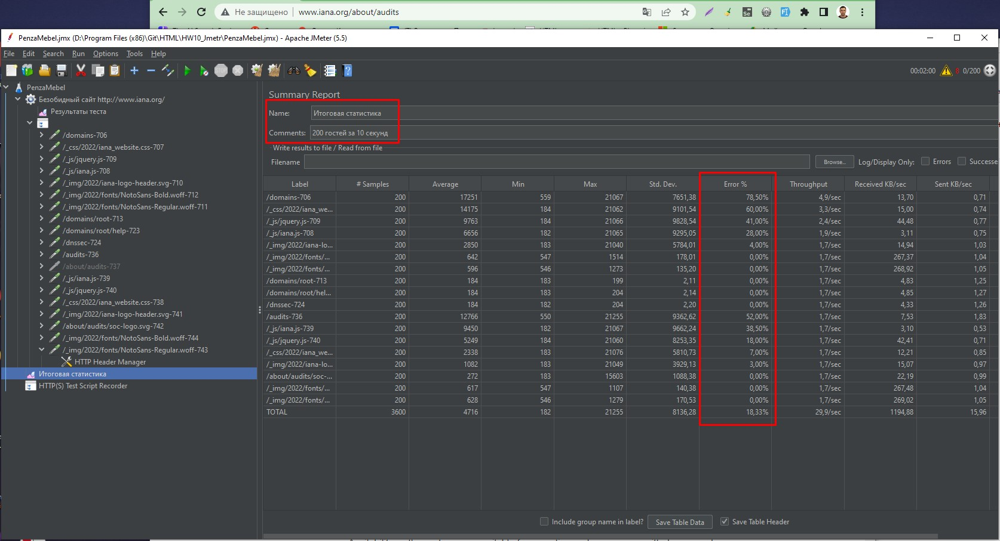 Не защищено www.iana.org/about/audits
PenzaMebel.jmx (D:\Program Files (x86)\Git\HTML\HW10_Jmetr\PenzaMebel.jmx) - Apache JMeter (5.5)
File Edit Search Run Options Tools Help
00:02:00 8 0/200
PenzaMebel
Безобидный сайт http://www.iana.org/
Результаты теста
/domains-706
/_css/2022/iana_website.css-707
/_js/jquery.js-709
/_js/iana.js-708
/_img/2022/iana-logo-header.svg-710
/_img/2022/fonts/NotoSans-Bold.woff-712
/_img/2022/fonts/NotoSans-Regular.woff-711
/domains/root-713
/domains/root/help-723
/dnssec-724
/audits-736
/about/audits-737
/_js/iana.js-739
/_js/jquery.js-740
/_css/2022/iana_website.css-738
/_img/2022/iana-logo-header.svg-741
/about/audits/soc-logo.svg-742
/_img/2022/fonts/NotoSans-Bold.woff-744
/_img/2022/fonts/NotoSans-Regular.woff-743
HTTP Header Manager
Итоговая статистика
HTTP(S) Test Script Recorder
Summary Report
Name: Итоговая статистика
Comments: 200 гостей за 10 секунд
Write results to file / Read from file
Filename Browse... Log/Display Only: Errors Successe
Label # Samples Average Min Max Std. Dev. Error % Throughput Received KB/sec Sent KB/sec
/domains-706 200 17251 559 21067 7651,38 78,50% 4,9/sec 13,70 0,71
/_css/2022/iana_we... 200 14175 184 21062 9101,54 60,00% 3,3/sec 15,00 0,74
/_js/jquery.js-709 200 9763 184 21066 9828,54 41,00% 2,4/sec 44,48 0,77
/_js/iana.js-708 200 6656 182 21065 9295,05 28,00% 1,9/sec 3,11 0,75
/_img/2022/iana-lo... 200 2850 183 21040 5784,01 4,00% 1,7/sec 14,94 1,03
/_img/2022/fonts/... 200 642 547 1514 178,01 0,00% 1,7/sec 267,37 1,04
/_img/2022/fonts/... 200 596 546 1273 135,20 0,00% 1,7/sec 268,92 1,05
/domains/root-713 200 184 183 199 2,11 0,00% 1,7/sec 4,83 1,25
/domains/root/hel... 200 184 183 204 2,14 0,00% 1,7/sec 4,85 1,27
/dnssec-724 200 184 182 204 2,20 0,00% 1,7/sec 4,33 1,26
/audits-736 200 12766 550 21255 9362,62 52,00% 1,7/sec 7,53 1,83
/_js/iana.js-739 200 9450 182 21067 9662,24 38,50% 1,7/sec 3,10 0,53
/_js/jquery.js-740 200 5249 184 21060 8253,35 18,00% 1,7/sec 42,41 0,71
/_css/2022/iana_we... 200 2338 183 21076 5810,73 7,00% 1,7/sec 12,21 0,85
/_img/2022/iana-lo... 200 1082 183 21049 3929,13 3,00% 1,7/sec 15,07 0,97
/about/audits/soc-... 200 272 183 15603 1088,38 0,00% 1,7/sec 22,19 0,99
/_img/2022/fonts/... 200 617 547 1107 140,38 0,00% 1,7/sec 267,48 1,04
/_img/2022/fonts/... 200 628 546 1279 170,53 0,00% 1,7/sec 269,02 1,05
TOTAL 3600 4716 182 21255 8136,28 18,33% 29,9/sec 1194,88 15,96
Include group name in label? Save Table Data Save Table Header